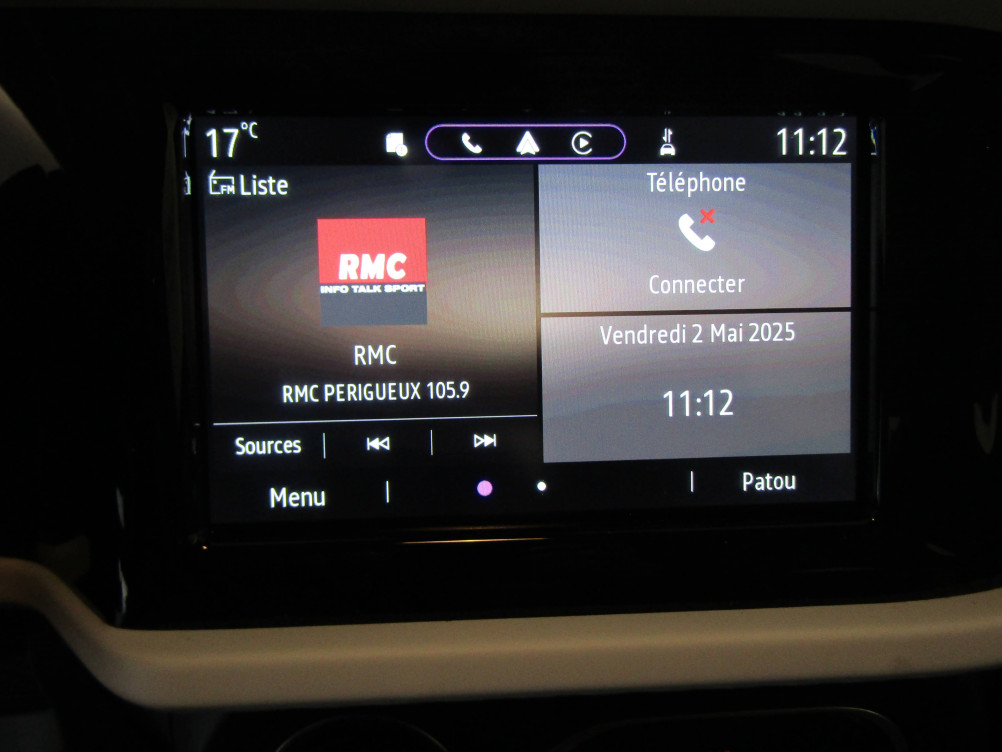 17°C
11:12
FM Liste
RMC
INFO TALK SPORT
RMC
RMC PERIGUEUX 105.9
Sources
Téléphone
Connecter
Vendredi 2 Mai 2025
11:12
Menu
Patou